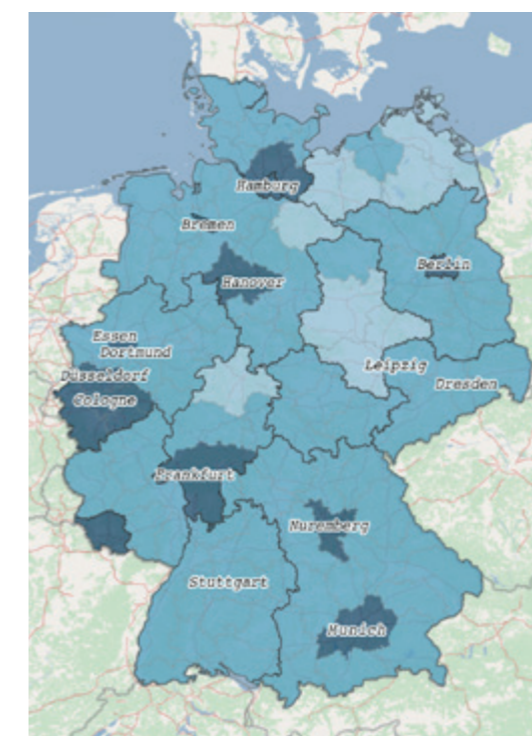 Hamburg
Bremen
Berlin
Hanover
Essen
Dortmund
Leipzig
Düsseldorf
Dresden
Cologne
Frankfurt
Nuremberg
Stuttgart
Munich